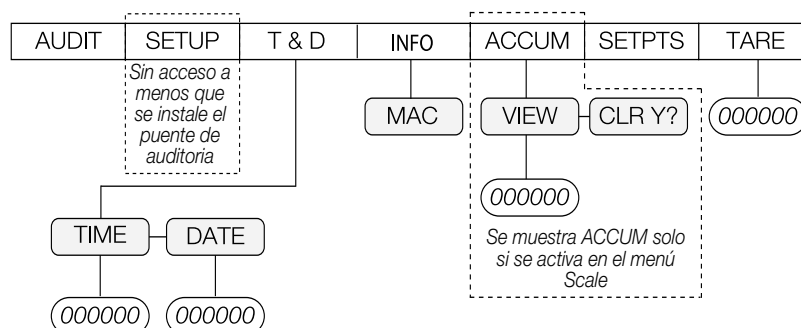 AUDIT SETUP T & D INFO ACCUM SETPTS TARE
Sin acceso a
menos que
se instale el
puente de
auditoria
MAC VIEW CLR Y? 000000
000000
TIME DATE
Se muestra ACCUM solo
si se activa en el menú
Scale
000000 000000